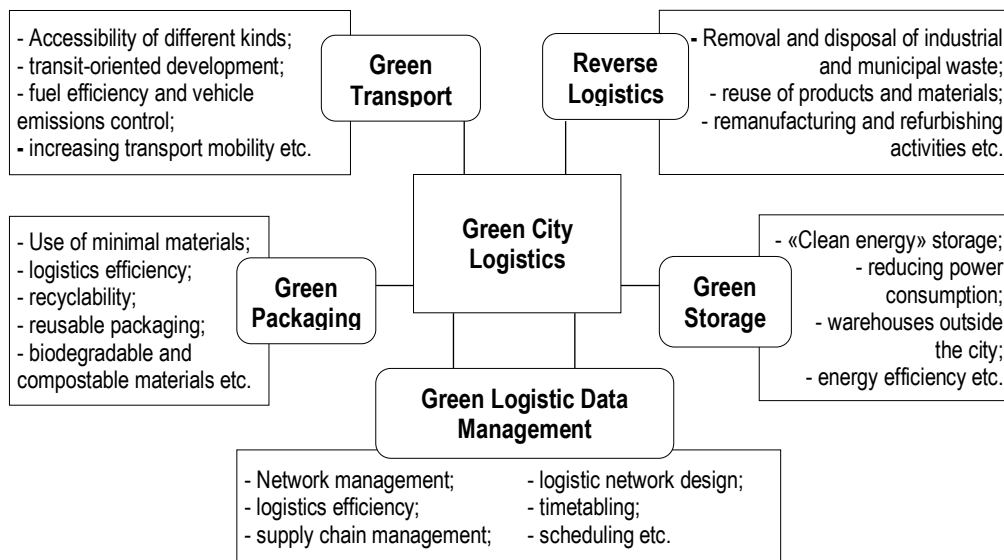 - Accessibility of different kinds;
- transit-oriented development;
- fuel efficiency and vehicle
emissions control;
- increasing transport mobility etc.
Green
Transport
Reverse
Logistics
- Removal and disposal of industrial
and municipal waste;
- reuse of products and materials;
- remanufacturing and refurbishing
activities etc.
Green City
Logistics
- Use of minimal materials;
- logistics efficiency;
- recyclability;
- reusable packaging;
- biodegradable and
compostable materials etc.
Green
Packaging
Green
Storage
- «Clean energy» storage;
- reducing power
consumption;
- warehouses outside
the city;
- energy efficiency etc.
Green Logistic Data
Management
- Network management;
- logistics efficiency;
- supply chain management;
- logistic network design;
- timetabling;
- scheduling etc.